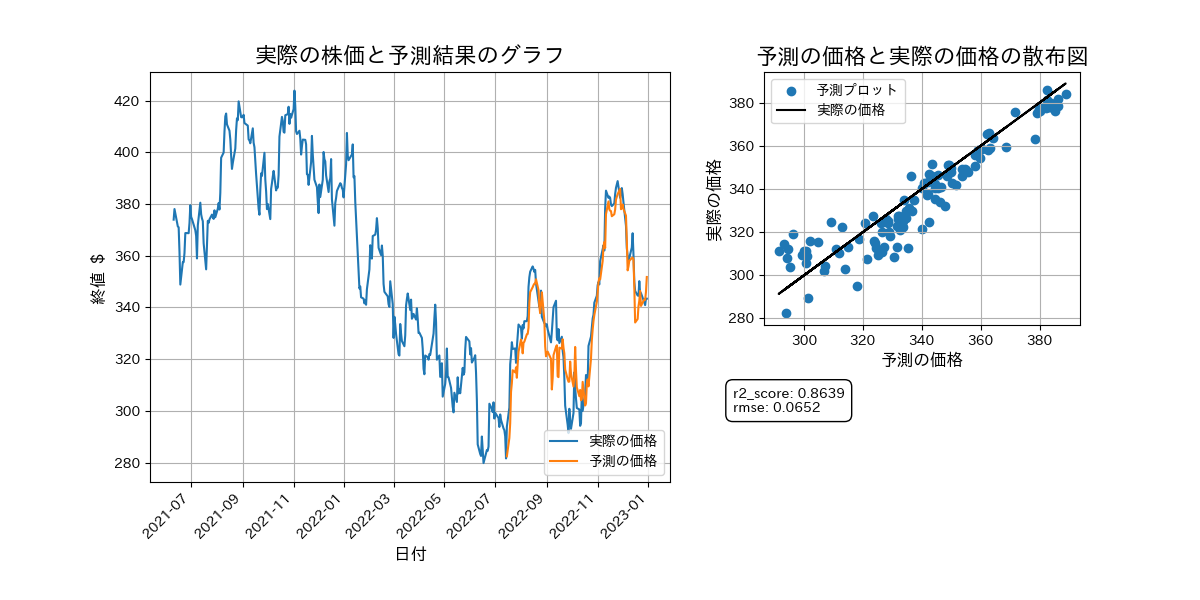 実際の株価と予測結果のグラフ
終値 $
420
400
380
360
340
320
300
280
2021-07
2021-09
2021-11
2022-01
2022-03
2022-05
2022-07
2022-09
2022-11
2023-01
日付
実際の価格
予測の価格
予測の価格と実際の価格の散布図
予測プロット
実際の価格
実際の価格
380
360
340
320
300
280
300
320
340
360
380
予測の価格
r2_score: 0.8639
rmse: 0.0652